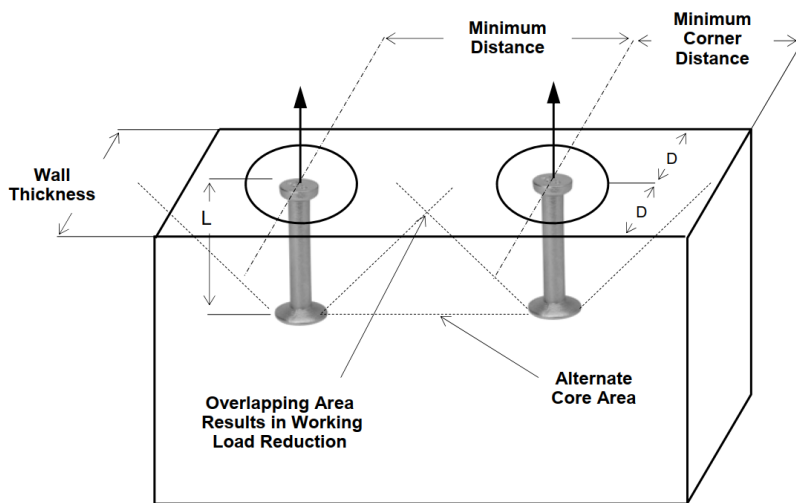 Minimum
Distance
Minimum
Corner
Distance
Wall
Thickness
D
D
L
Overlapping Area
Results in Working
Load Reduction
Alternate
Core Area